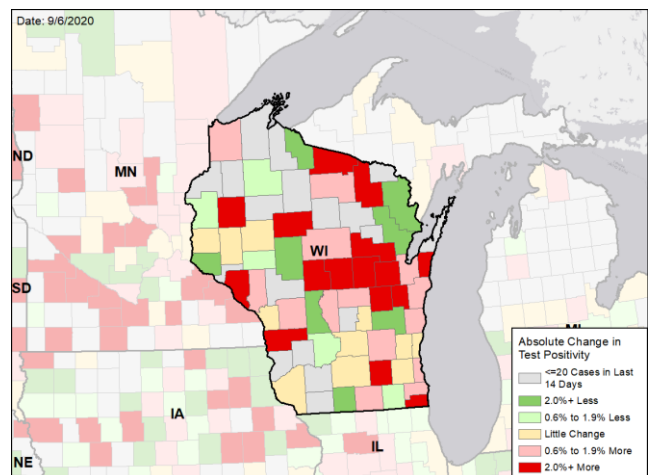 Date: 9/6/2020
ND
MN
WI
SD
IA
NE
IL
MI
Absolute Change in
Test Positivity
<=20 Cases in Last
14 Days
2.0%+ Less
0.6% to 1.9% Less
Little Change
0.6% to 1.9% More
2.0%+ More